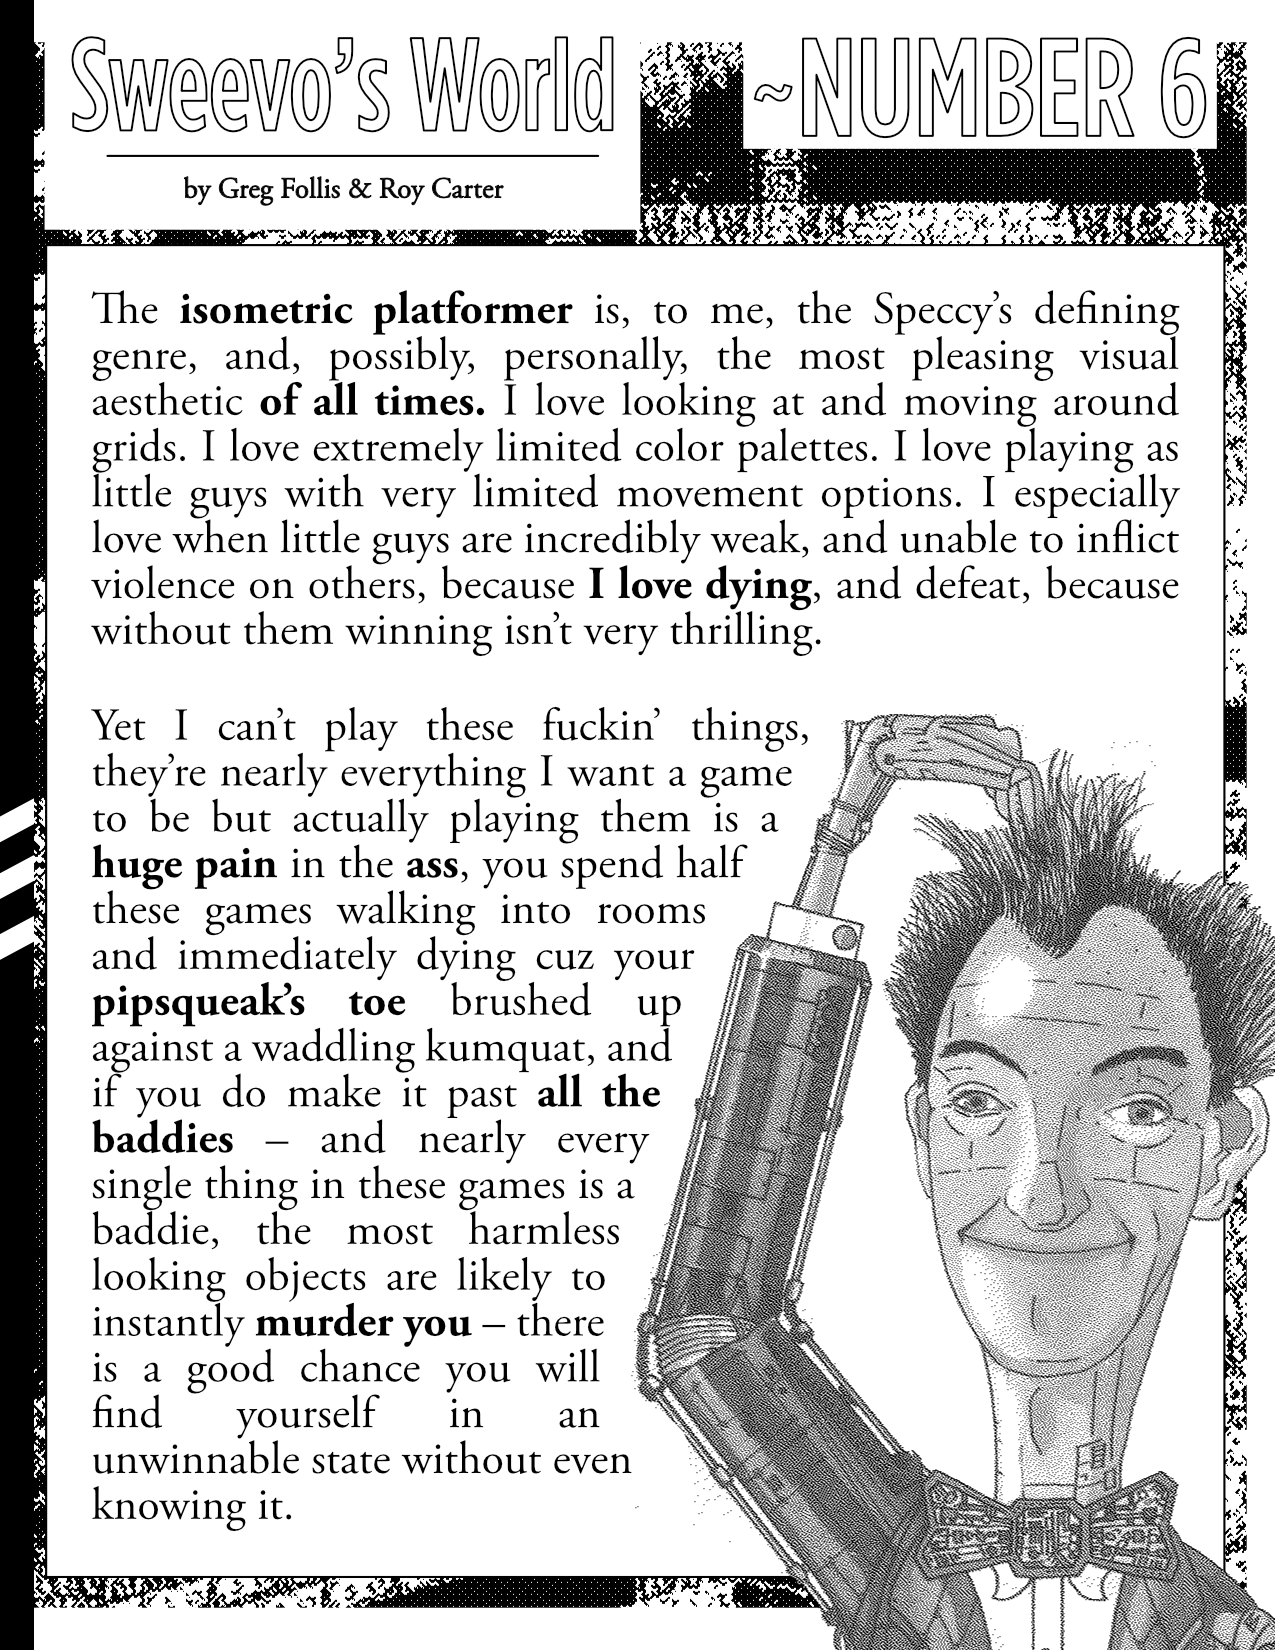 Sweevo's World
~NUMBER 6
by Greg Follis & Roy Carter
The isometric platformer is, to me, the Speccy's defining
genre, and, possibly, personally, the most pleasing visual
aesthetic of all times. I love looking at and moving around
grids. I love extremely limited color palettes. I love playing as
little guys with very limited movement options. I especially
love when little guys are incredibly weak, and unable to inflict
violence on others, because I love dying, and defeat, because
without them winning isn't very thrilling.
Yet I can't play these fuckin' things,
they're nearly everything I want a game
to be but actually playing them is a
huge pain in the ass, you spend half
these games walking into rooms
and immediately dying cuz your
pipsqueak's toe brushed up
against a waddling kumquat, and
if you do make it past all the
baddies – and nearly every
single thing in these games is a
baddie, the most harmless
looking objects are likely to
instantly murder you – there
is a good chance you will
find yourself in an
unwinnable state without even
knowing it.